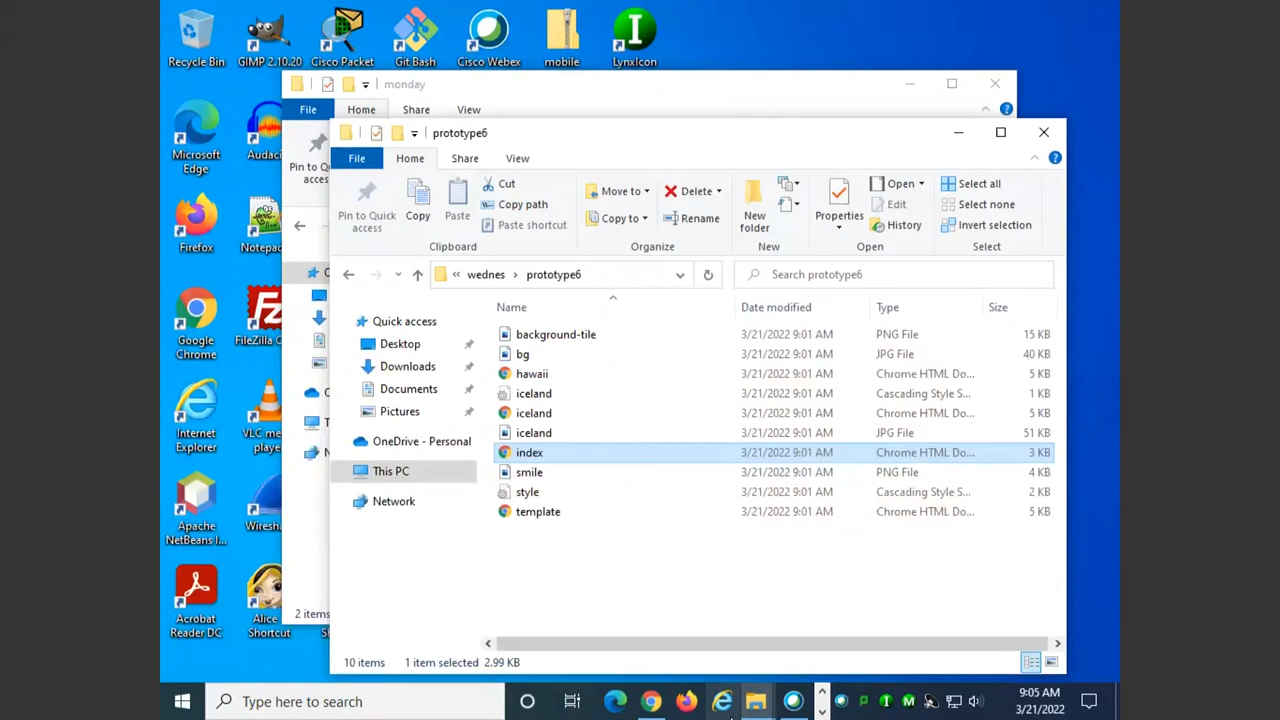 Recycle Bin
GIMP 2.10.20
Cisco Packet
Git Bash
Cisco Webex
mobile
LynxIcon
monday
File Home Share View
Microsoft
Edge
Audac
Pin to Quick
access
prototype6
File Home Share View
Cut
Copy path
Paste shortcut
Pin to Quick
access
Copy
Paste
Clipboard
Move to
Copy to
Delete
Rename
Organize
New
folder
New
Properties
Open
Edit
History
Open
Select all
Select none
Invert selection
Select
Firefox
Notep
wednes
prototype6
Search prototype6
Google
Chrome
FileZilla C
Quick access
Desktop
Downloads
Documents
Pictures
OneDrive - Personal
This PC
Network
Name Date modified Type Size
background-tile 3/21/2022 9:01 AM PNG File 15 KB
bg 3/21/2022 9:01 AM JPG File 40 KB
hawaii 3/21/2022 9:01 AM Chrome HTML Do... 5 KB
iceland 3/21/2022 9:01 AM Cascading Style S... 1 KB
iceland 3/21/2022 9:01 AM Chrome HTML Do... 5 KB
iceland 3/21/2022 9:01 AM JPG File 51 KB
index 3/21/2022 9:01 AM Chrome HTML Do... 3 KB
smile 3/21/2022 9:01 AM PNG File 4 KB
style 3/21/2022 9:01 AM Cascading Style S... 2 KB
template 3/21/2022 9:01 AM Chrome HTML Do... 5 KB
Internet
Explorer
VLC media
player
Apache
NetBeans I...
Wiresh
Acrobat
Reader DC
Alice
Shortcut
2 items
10 items 1 item selected 2.99 KB
Type here to search
9:05 AM
3/21/2022